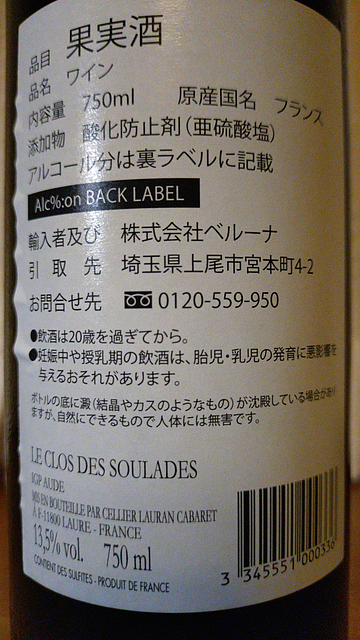 品目 果実酒
品名 ワイン
内容量 750ml 原産国名 フランス
添加物 酸化防止剤(亜硫酸塩)
アルコール分は裏ラベルに記載
Alc%:on BACK LABEL
輸入者及び 株式会社ベルーナ
引取先 埼玉県上尾市宮本町4-2
お問合せ先 0120-559-950
●飲酒は20歳を過ぎてから。
●妊娠中や授乳期の飲酒は、胎児・乳児の発育に悪影響を
与えるおそれがあります。
ボトルの底に澱(結晶やカスのようなもの)が沈殿している場合があり
ますが、自然にできるもので人体には無害です。
LE CLOS DES SOULADES
IGP AUDE
MIS EN BOUTEILLE PAR CELLIER LAURAN CABARET
À F-11800 LAURE - FRANCE
13,5% vol. 750 ml
CONTIENT DES SULFITES - PRODUIT DE FRANCE
3 345551 000336